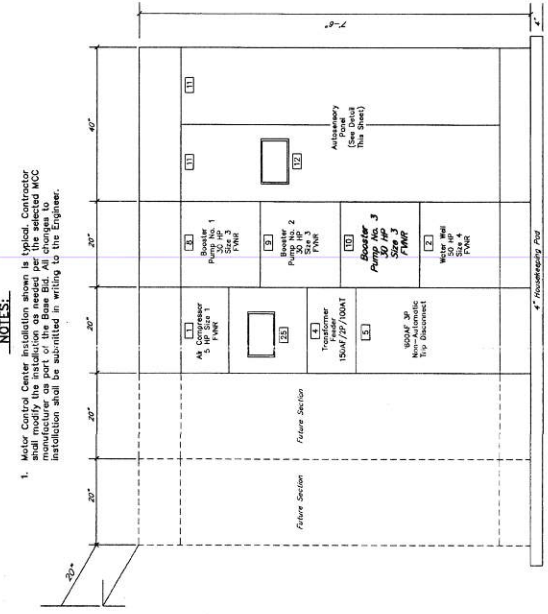 NOTES:
1. Motor Control Center installation shown is typical. Contractor
shall modify the installation as needed per the selected MCC
manufacturer as part of the Base Bid. All changes to
installation shall be submitted in writing to the Engineer.
20"
20"
20"
20"
20"
40"
7'-6"
4"
Future Section
Future Section
1
Air Compressor
5 HP Size 1
FVNR
25
4
Transformer
Feeder
150AF/2P/100AT
5
600AF 3P
Non-Automatic
Trip Disconnect
8
Booster
Pump No. 1
30 HP
Size 3
FVNR
9
Booster
Pump No. 2
30 HP
Size 3
FVNR
10
Booster
Pump No. 3
30 HP
Size 3
FVNR
2
Water Well
50 HP
Size 4
FVNR
11
11
12
Autosensory
Panel
(See Detail
This Sheet)
4" Housekeeping Pad